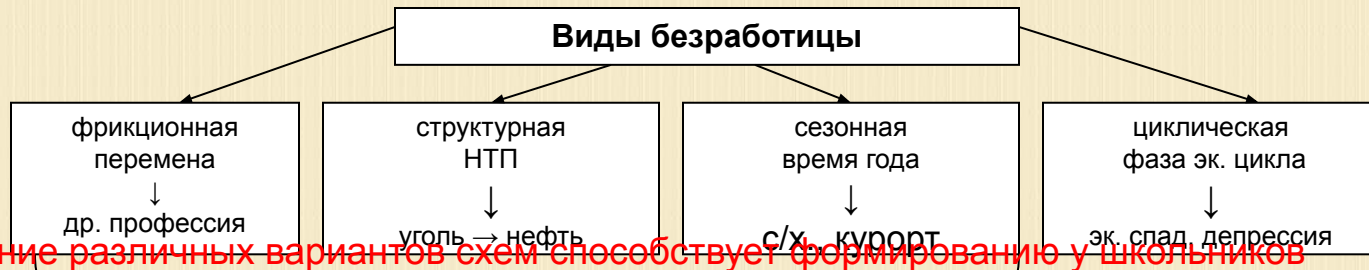 Виды безработицы
фрикционная
перемена
↓
др. профессия
структурная
НТП
↓
уголь → нефть
сезонная
время года
↓
с/х., курорт
циклическая
фаза эк. цикла
↓
эк. спад, депрессия
ние различных вариантов схем способствует формированию у школьников